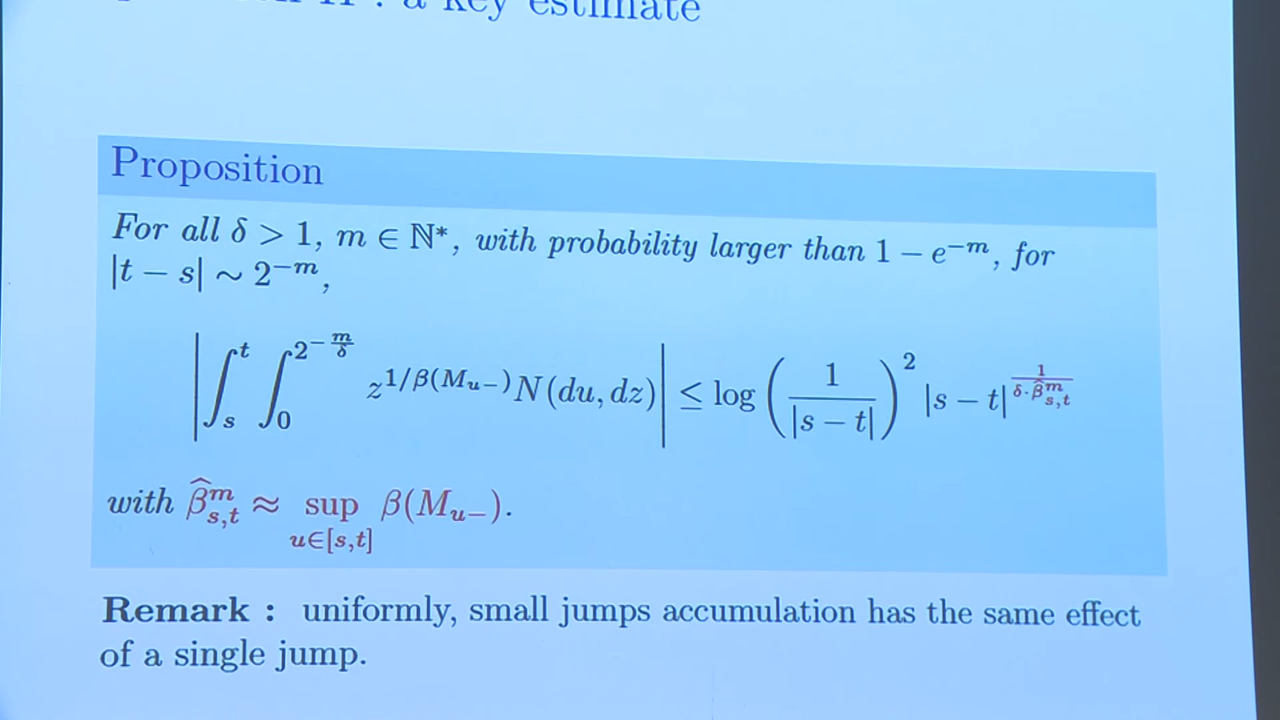 : a key estimate
Proposition
For all δ > 1, m ∈ ℕ*, with probability larger than 1 − e^{−m}, for
|t − s| ∼ 2^{−m},
|∫_s^t ∫_0^{2^{−m/δ}} z^{1/β(M_{u−})} N(du, dz)| ≤ log (1/|s − t|)^2 |s − t|^{1/(δ·β̂^m_{s,t})}
with β̂^m_{s,t} ≈ sup_{u∈[s,t]} β(M_{u−}).
Remark : uniformly, small jumps accumulation has the same effect
of a single jump.